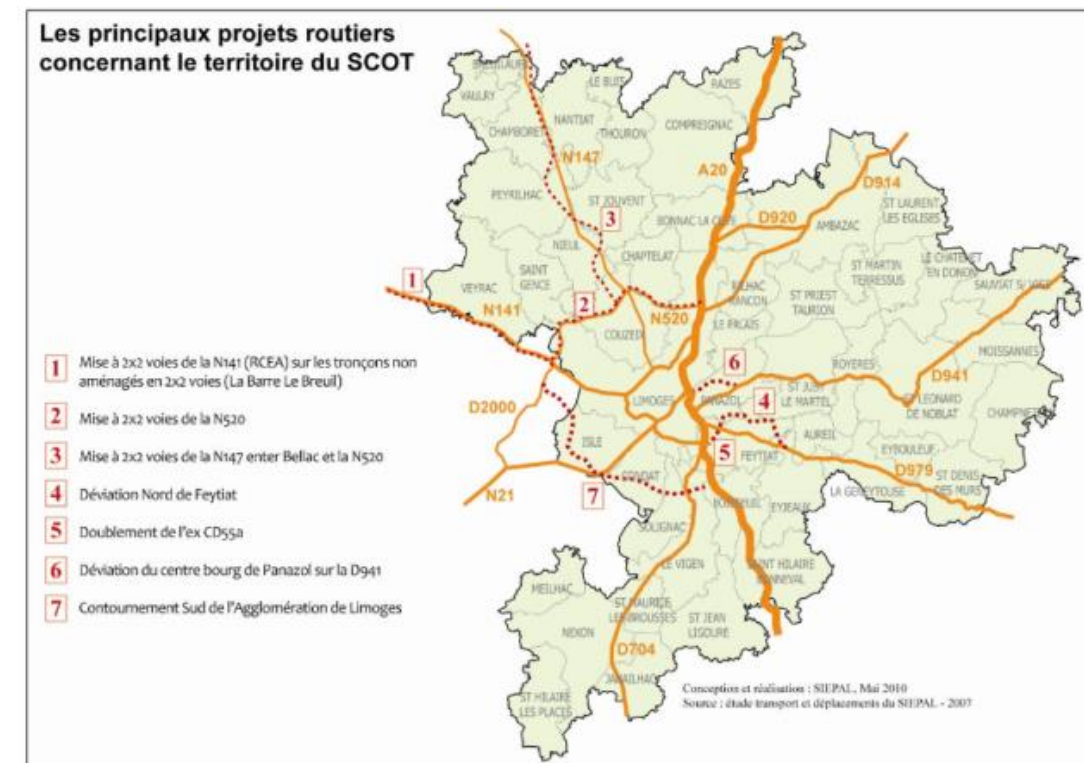 Les principaux projets routiers
concernant le territoire du SCOT
VAULRY
LE BUIS
RAZES
NANTIAT
CHAMBORET
THOURON
COMPREIGNAC
N147
A20
D914
PEYRILHAC
ST JOUVENT
3
BONNAC LA
D920
AMBAZAC
ST LAURENT
LES EGLISES
NIEUL
CHAPTELAT
1
VEYRAC
SAINT
GENCE
2
ST MARTIN
TERRESSUS
LE CHATENET
EN DOGNON
SAUVIAT S/
N141
RILHAC
RANCON
ST PRIEST
TAURION
COUZEIX
N520
LE PALAIS
MOISSANNES
6
ROYERES
D941
1 Mise à 2x2 voies de la N141 (RCEA) sur les tronçons non
aménagés en 2x2 voies (La Barre Le Breuil)
2 Mise à 2x2 voies de la N520
3 Mise à 2x2 voies de la N147 enter Bellac et la N520
4 Déviation Nord de Feytiat
5 Doublement de l'ex CD55a
6 Déviation du centre bourg de Panazol sur la D941
7 Contournement Sud de l'Agglomération de Limoges
D2000
LIMOGES
PANAZOL
ST JUST
LE MARTEL
ST LEONARD
DE NOBLAT
4
ISLE
5
FEYTIAT
AUREIL
EYBOULEUF
D979
ST DENIS
DES MURS
N21
7
CONDAT
LA GENEYTOUSE
EYJEAUX
SOLIGNAC
LE VIGEN
SAINT HILAIRE
BONNEVAL
MEILHAC
NEXON
ST MAURICE
ST JEAN
LIGOURE
D704
JANAILHAC
ST HILAIRE
LES PLACES
Conception et réalisation : SIEPAL, Mai 2010
Source : étude transport et déplacements du SIEPAL - 2007